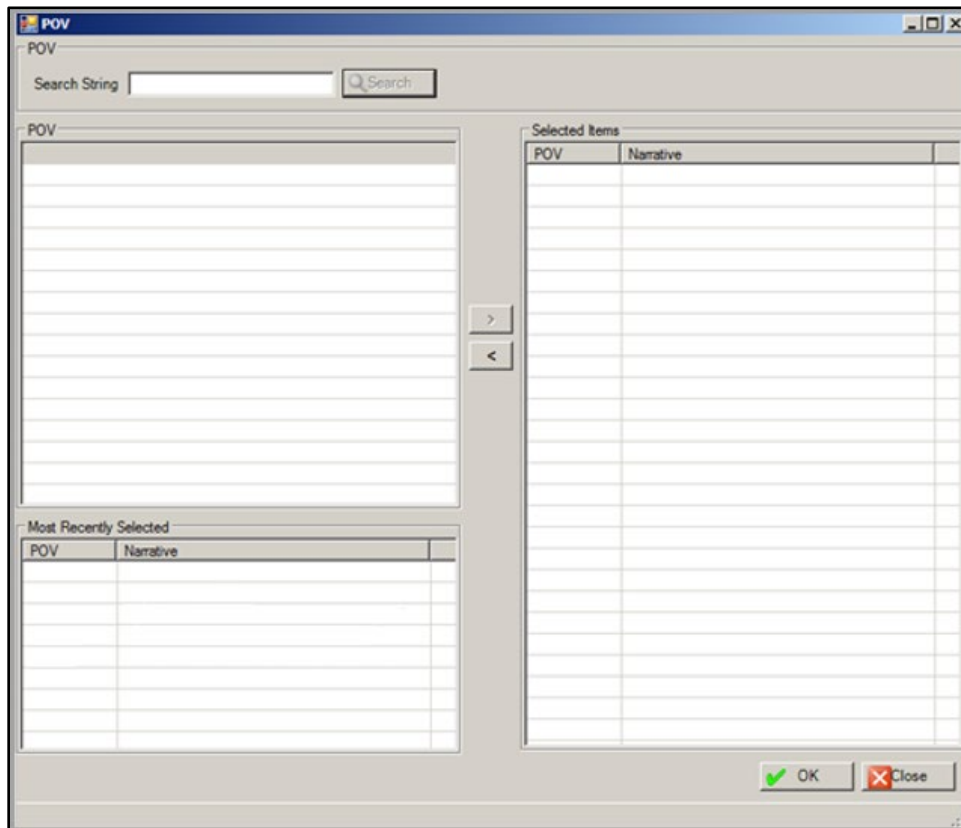 POV
POV
Search String
Search
POV
Selected Items
POV Narrative
>
<
Most Recently Selected
POV Narrative
OK
Close